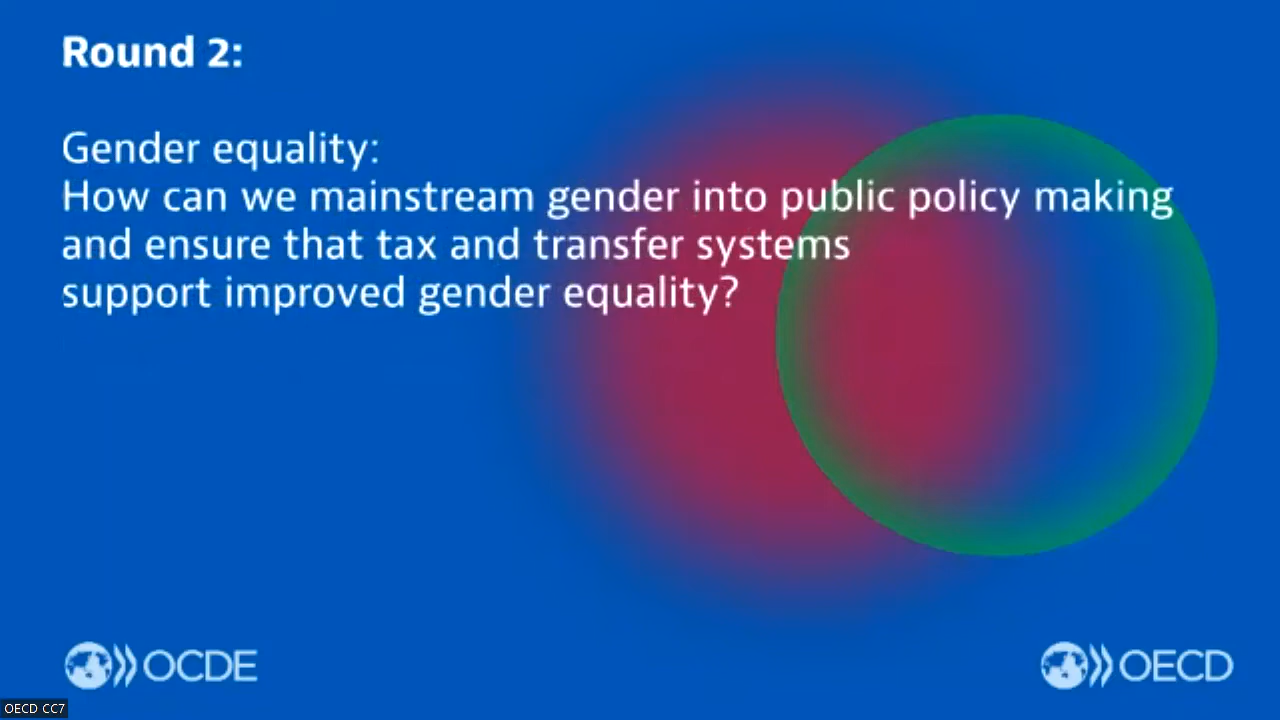 Round 2:
Gender equality:
How can we mainstream gender into public policy making
and ensure that tax and transfer systems
support improved gender equality?
OCDE
OECD
OECD CC7